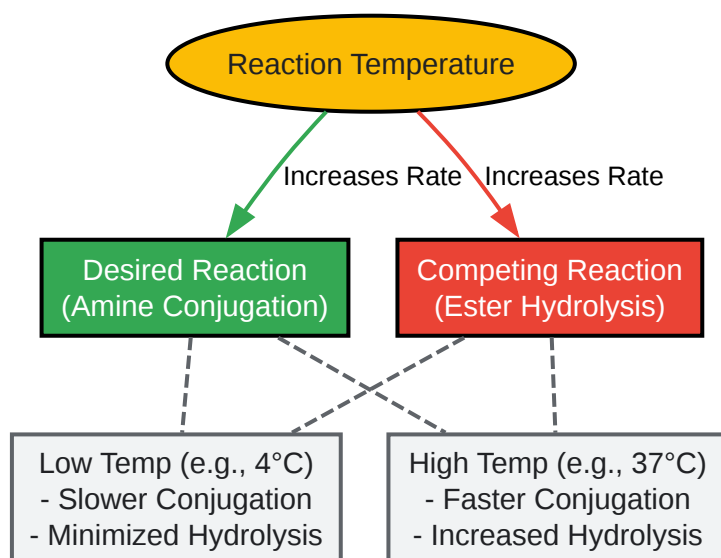 Reaction Temperature
Increases Rate
Increases Rate
Desired Reaction
(Amine Conjugation)
Competing Reaction
(Ester Hydrolysis)
Low Temp (e.g., 4°C)
- Slower Conjugation
- Minimized Hydrolysis
High Temp (e.g., 37°C)
- Faster Conjugation
- Increased Hydrolysis